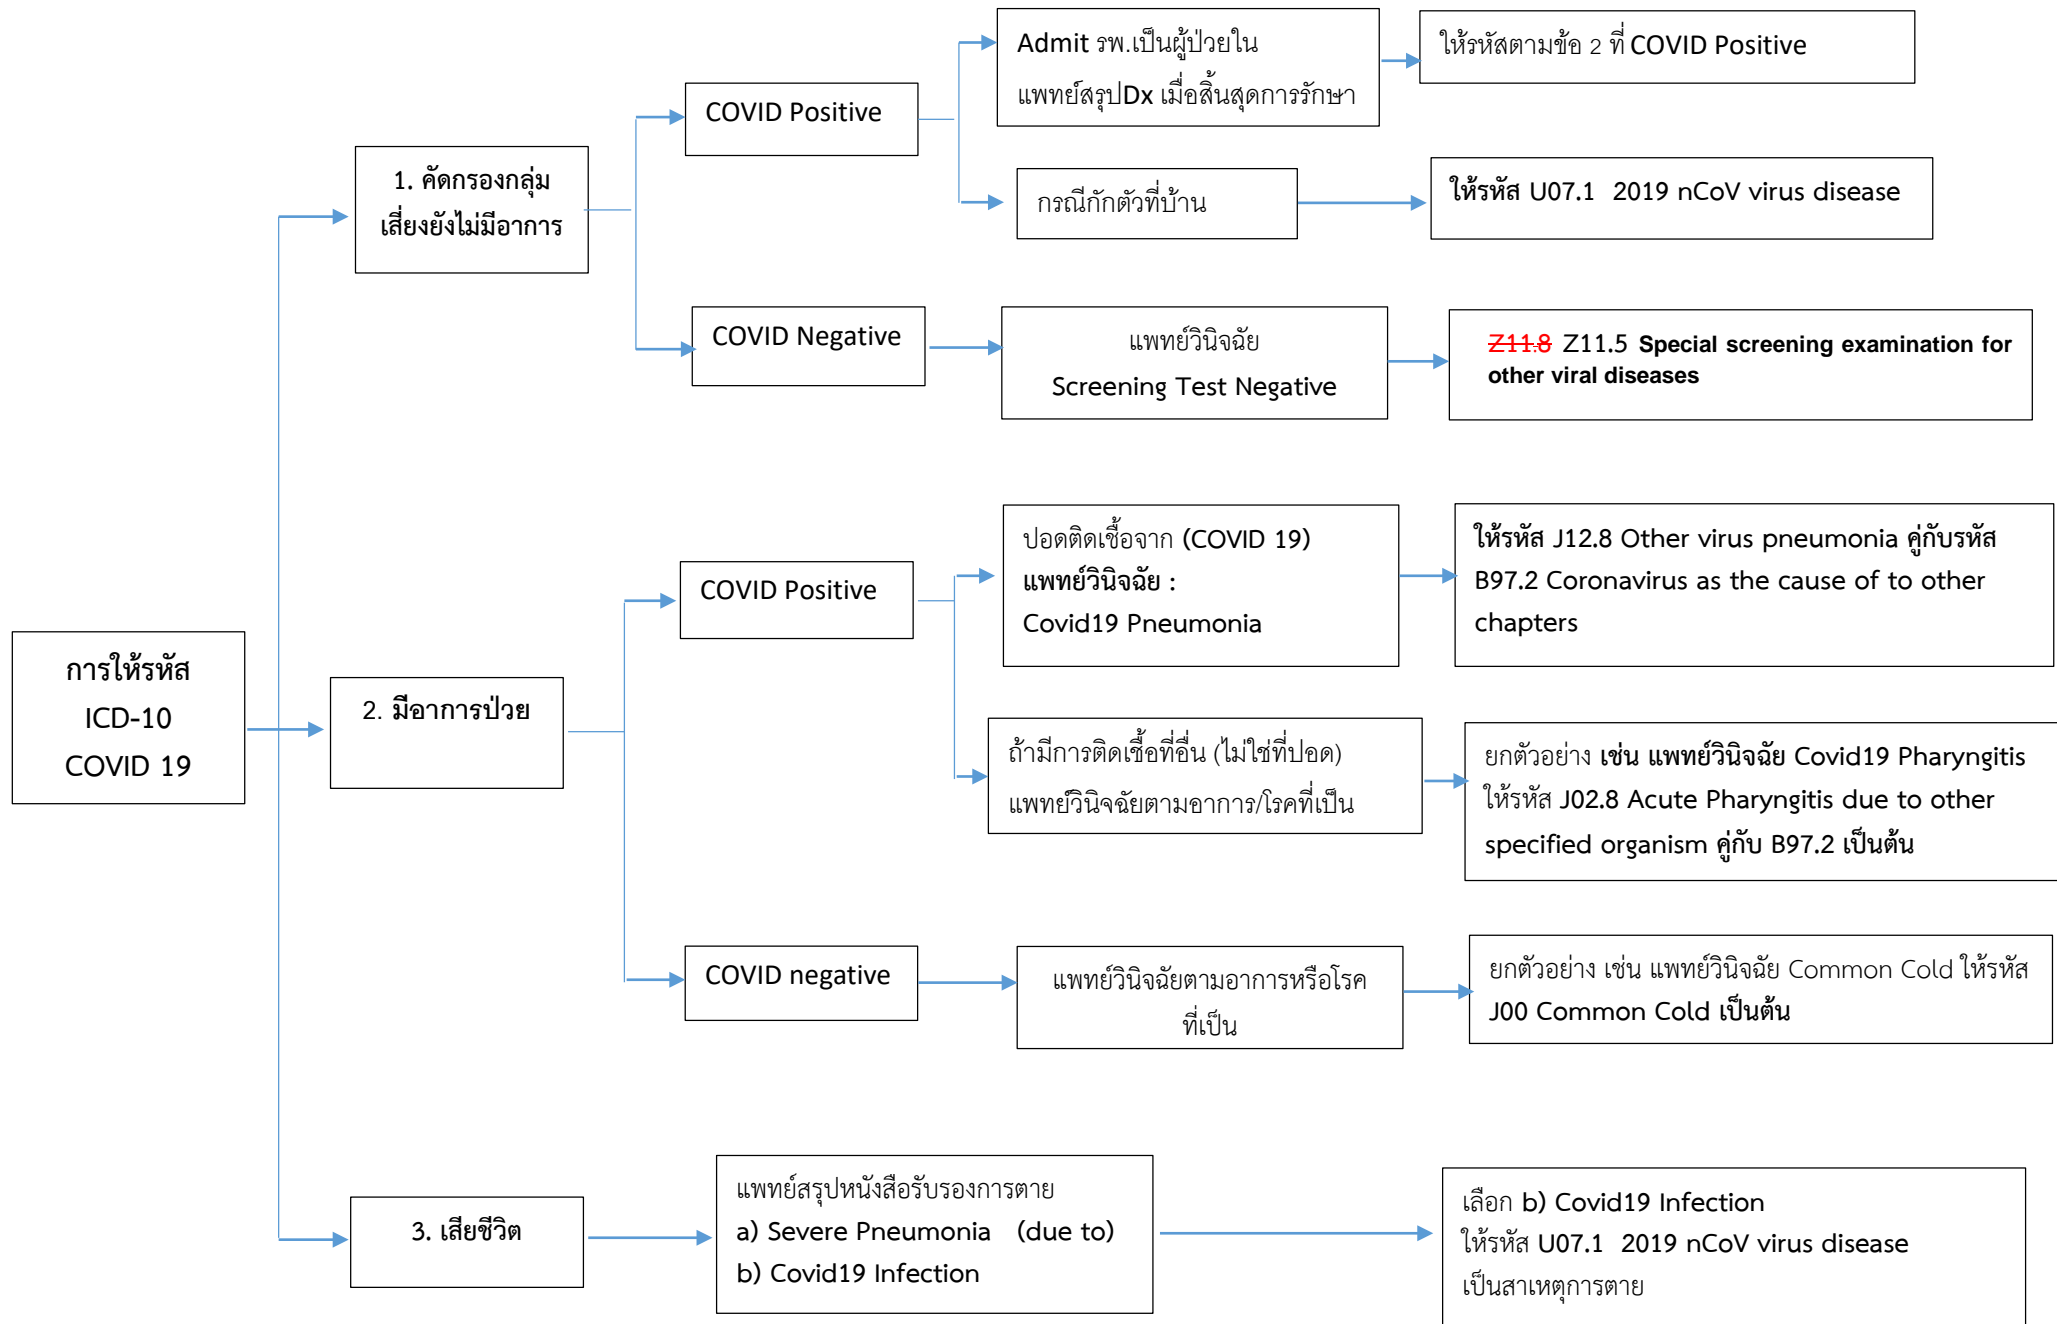 การให้รหัส
ICD-10
COVID 19
1. คัดกรองกลุ่ม
เสี่ยงยังไม่มีอาการ
COVID Positive
Admit รพ.เป็นผู้ป่วยใน
แพทย์สรุปDx เมื่อสิ้นสุดการรักษา
ให้รหัสตามข้อ 2 ที่ COVID Positive
กรณีกักตัวที่บ้าน
ให้รหัส U07.1 2019 nCoV virus disease
COVID Negative
แพทย์วินิจฉัย
Screening Test Negative
Z11.8 Z11.5 Special screening examination for
other viral diseases
2. มีอาการป่วย
COVID Positive
ปอดติดเชื้อจาก (COVID 19)
แพทย์วินิจฉัย :
Covid19 Pneumonia
ให้รหัส J12.8 Other virus pneumonia คู่กับรหัส
B97.2 Coronavirus as the cause of to other
chapters
ถ้ามีการติดเชื้อที่อื่น (ไม่ใช่ที่ปอด)
แพทย์วินิจฉัยตามอาการ/โรคที่เป็น
ยกตัวอย่าง เช่น แพทย์วินิจฉัย Covid19 Pharyngitis
ให้รหัส J02.8 Acute Pharyngitis due to other
specified organism คู่กับ B97.2 เป็นต้น
COVID negative
แพทย์วินิจฉัยตามอาการหรือโรค
ที่เป็น
ยกตัวอย่าง เช่น แพทย์วินิจฉัย Common Cold ให้รหัส
J00 Common Cold เป็นต้น
3. เสียชีวิต
แพทย์สรุปหนังสือรับรองการตาย
a) Severe Pneumonia (due to)
b) Covid19 Infection
เลือก b) Covid19 Infection
ให้รหัส U07.1 2019 nCoV virus disease
เป็นสาเหตุการตาย